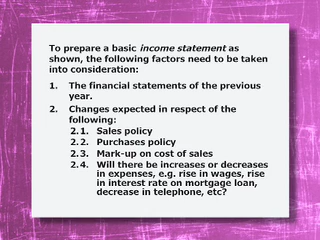 To prepare a basic income statement as
shown, the following factors need to be taken
into consideration:
1. The financial statements of the previous
year.
2. Changes expected in respect of the
following:
2.1. Sales policy
2.2. Purchases policy
2.3. Mark-up on cost of sales
2.4. Will there be increases or decreases
in expenses, e.g. rise in wages, rise
in interest rate on mortgage loan,
decrease in telephone, etc?